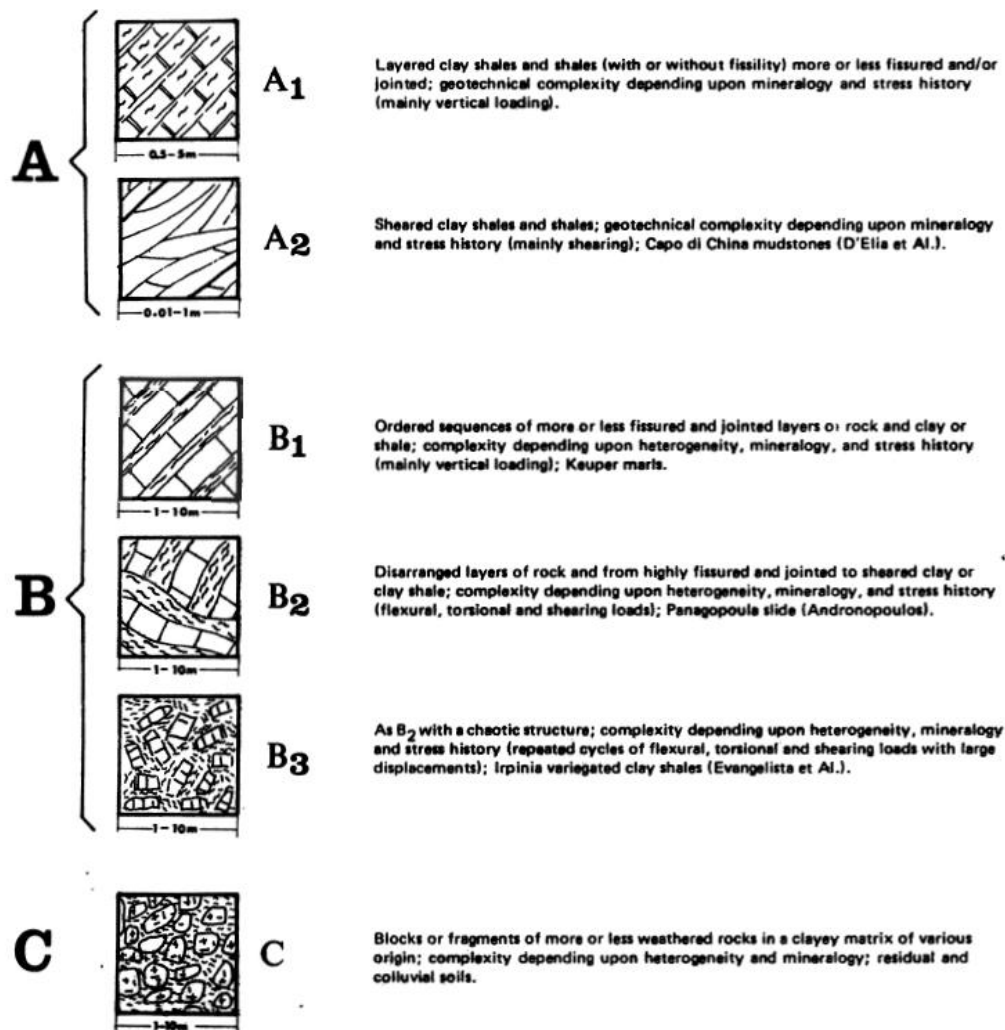 A
A1
Layered clay shales and shales (with or without fissility) more or less fissured and/or
jointed; geotechnical complexity depending upon mineralogy and stress history
(mainly vertical loading).
0.5–5m
A2
Sheared clay shales and shales; geotechnical complexity depending upon mineralogy
and stress history (mainly shearing); Capo di China mudstones (D'Elia et Al.).
0.01–1m
B
B1
Ordered sequences of more or less fissured and jointed layers or rock and clay or
shale; complexity depending upon heterogeneity, mineralogy, and stress history
(mainly vertical loading); Keuper marls.
1–10m
B2
Disarranged layers of rock and from highly fissured and jointed to sheared clay or
clay shale; complexity depending upon heterogeneity, mineralogy, and stress history
(flexural, torsional and shearing loads); Panagopoula slide (Andronopoulos).
1–10m
B3
As B2 with a chaotic structure; complexity depending upon heterogeneity, mineralogy
and stress history (repeated cycles of flexural, torsional and shearing loads with large
displacements); Irpinia variegated clay shales (Evangelista et Al.).
1–10m
C
C
Blocks or fragments of more or less weathered rocks in a clayey matrix of various
origin; complexity depending upon heterogeneity and mineralogy; residual and
colluvial soils.
1–10m